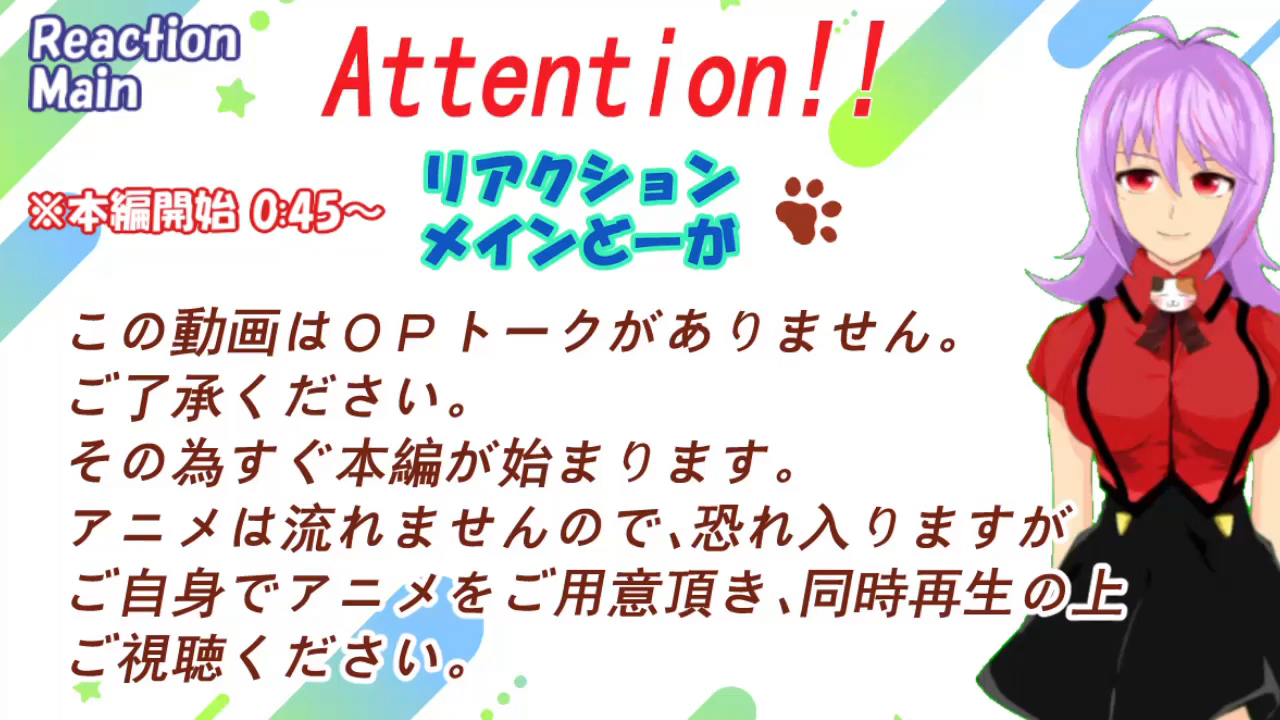 Reaction
Main
Attention!!
※本編開始 0:45～
リアクション
メインとーが
この動画はＯＰトークがありません。
ご了承ください。
その為すぐ本編が始まります。
アニメは流れませんので、恐れ入りますが
ご自身でアニメをご用意頂き、同時再生の上
ご視聴ください。